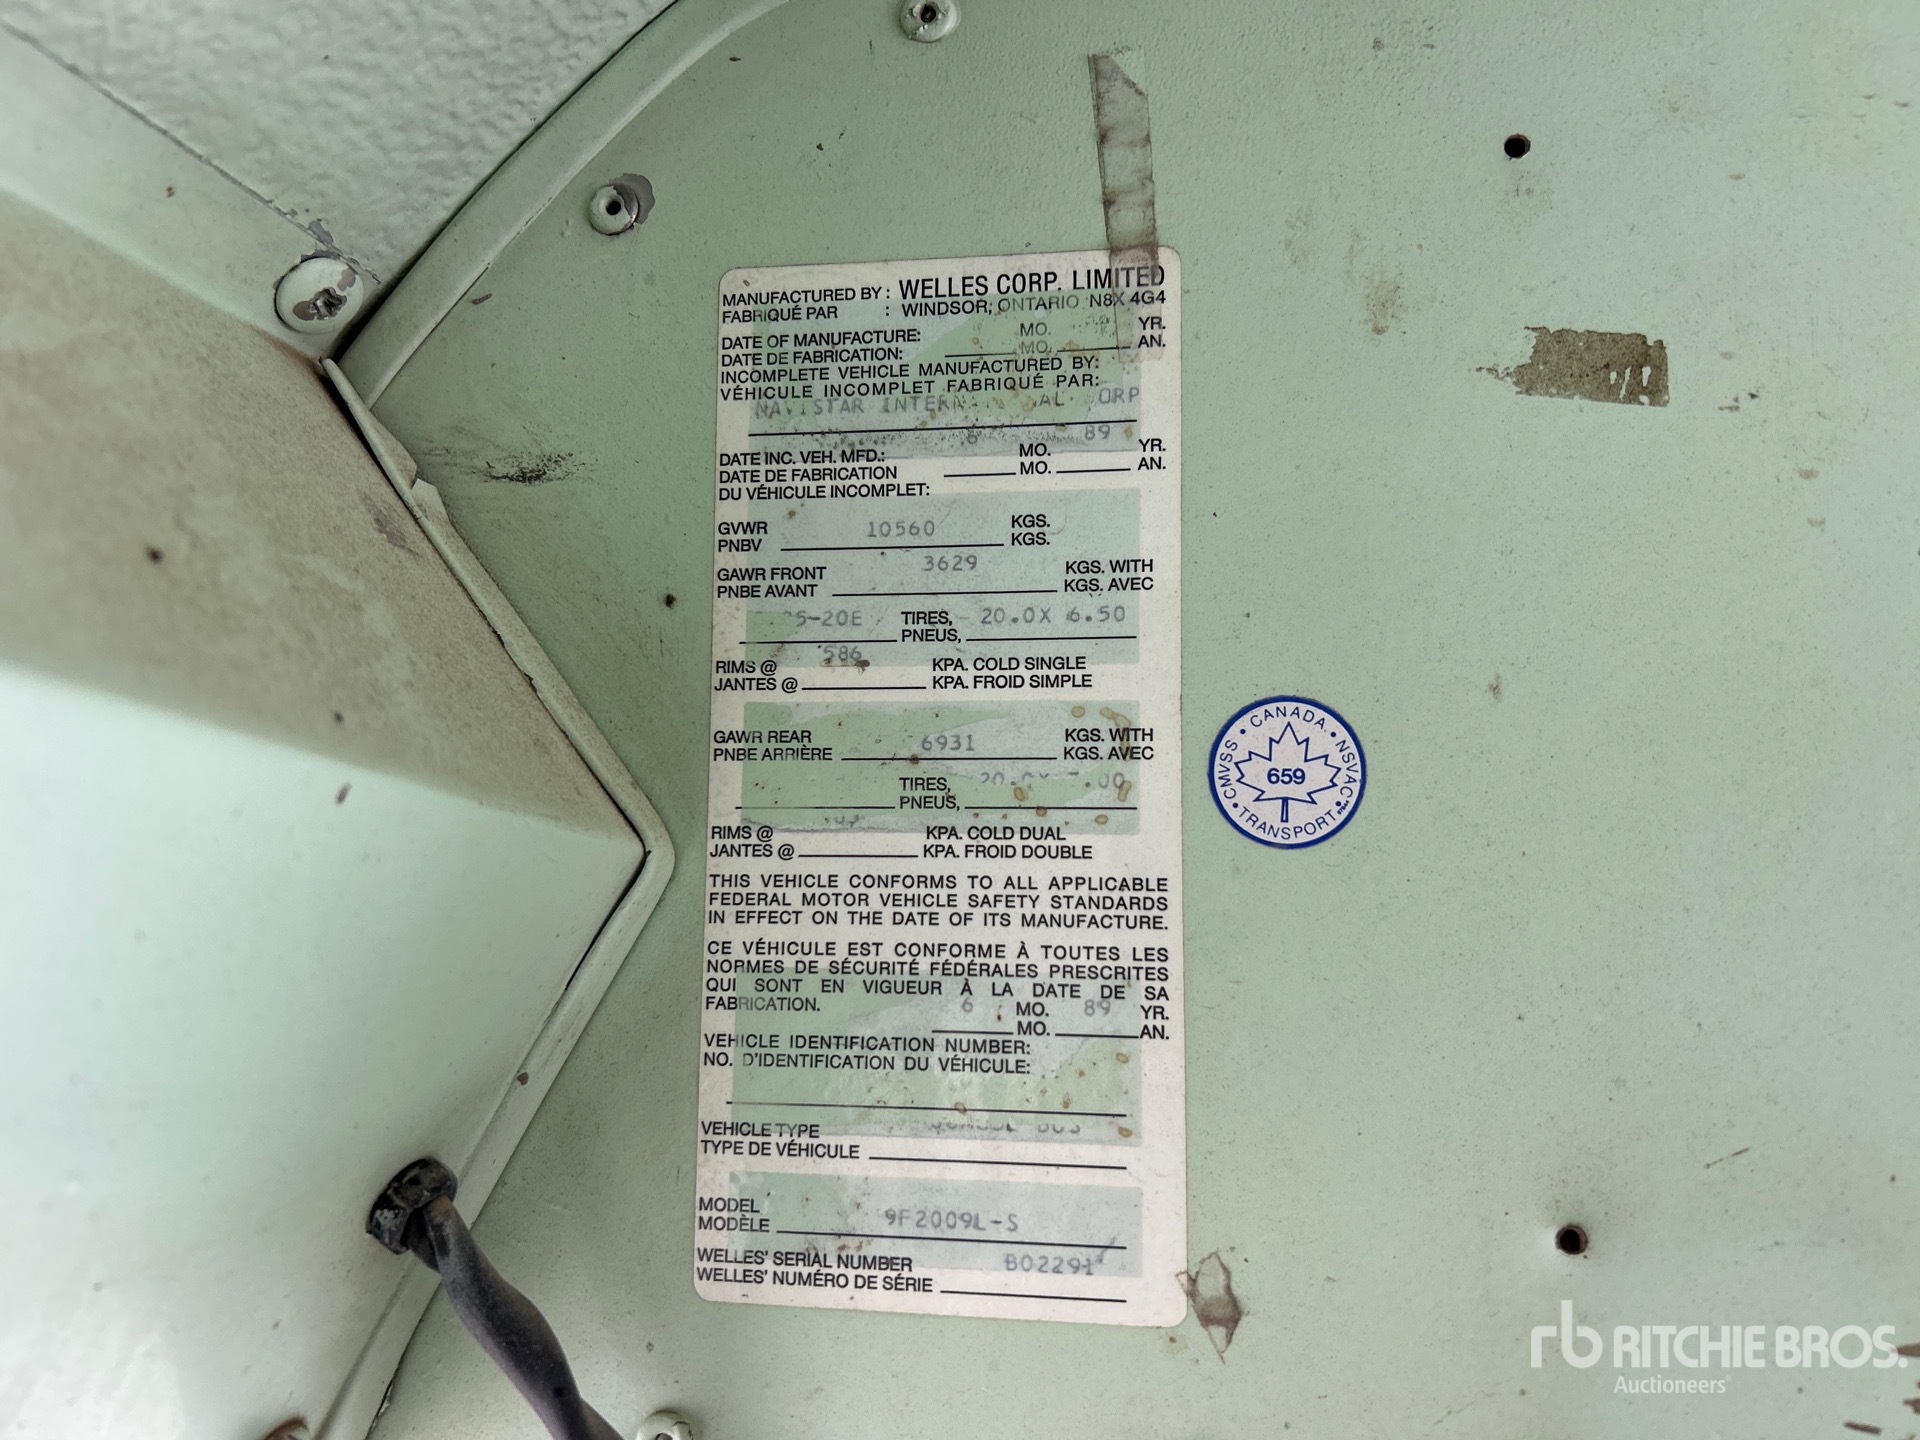 MANUFACTURED BY : WELLES CORP. LIMITED
FABRIQUÉ PAR : WINDSOR, ONTARIO N8X 4G4
DATE OF MANUFACTURE: MO. YR.
DATE DE FABRICATION: MO. AN.
INCOMPLETE VEHICLE MANUFACTURED BY:
VÉHICULE INCOMPLET FABRIQUÉ PAR:
NAVISTAR
6 89
DATE INC. VEH. MFD.: MO. YR.
DATE DE FABRICATION MO. AN.
DU VÉHICULE INCOMPLET:
GVWR 10560 KGS.
PNBV KGS.
3629
GAWR FRONT KGS. WITH
PNBE AVANT KGS. AVEC
TIRES, 20.0X 6.50
PNEUS,
586
RIMS @ KPA. COLD SINGLE
JANTES @ KPA. FROID SIMPLE
GAWR REAR 6931 KGS. WITH
PNBE ARRIÈRE KGS. AVEC
TIRES,
PNEUS,
RIMS @ KPA. COLD DUAL
JANTES @ KPA. FROID DOUBLE
THIS VEHICLE CONFORMS TO ALL APPLICABLE
FEDERAL MOTOR VEHICLE SAFETY STANDARDS
IN EFFECT ON THE DATE OF ITS MANUFACTURE.
CE VÉHICULE EST CONFORME À TOUTES LES
NORMES DE SÉCURITÉ FÉDÉRALES PRESCRITES
QUI SONT EN VIGUEUR À LA DATE DE SA
FABRICATION. 6 MO. 89 YR.
MO. AN.
VEHICLE IDENTIFICATION NUMBER:
NO. D'IDENTIFICATION DU VÉHICULE:
VEHICLE TYPE
TYPE DE VÉHICULE
MODEL 9F2009L-S
MODÈLE
WELLES' SERIAL NUMBER B02291
WELLES' NUMÉRO DE SÉRIE
CANADA
CMVSS NSVAC
659
TRANSPORT
rb RITCHIE BROS.
Auctioneers